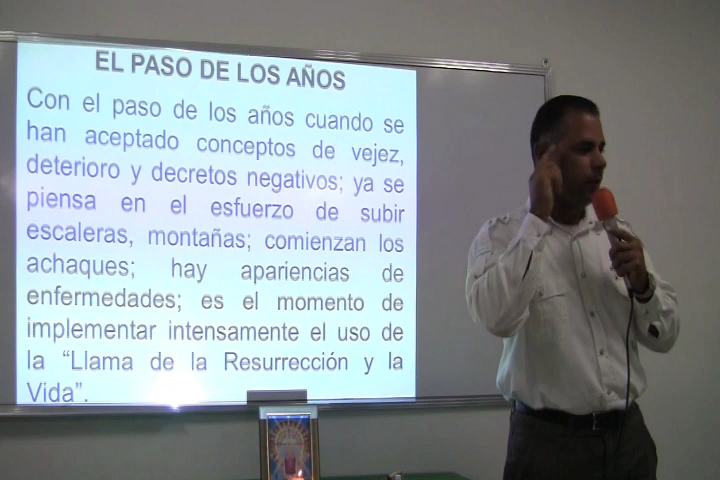 EL PASO DE LOS AÑOS
Con el paso de los años cuando se
han aceptado conceptos de vejez,
deterioro y decretos negativos; ya se
piensa en el esfuerzo de subir
escaleras, montañas; comienzan los
achaques; hay apariencias de
enfermedades; es el momento de
implementar intensamente el uso de
la “Llama de la Resurrección y la
Vida”.